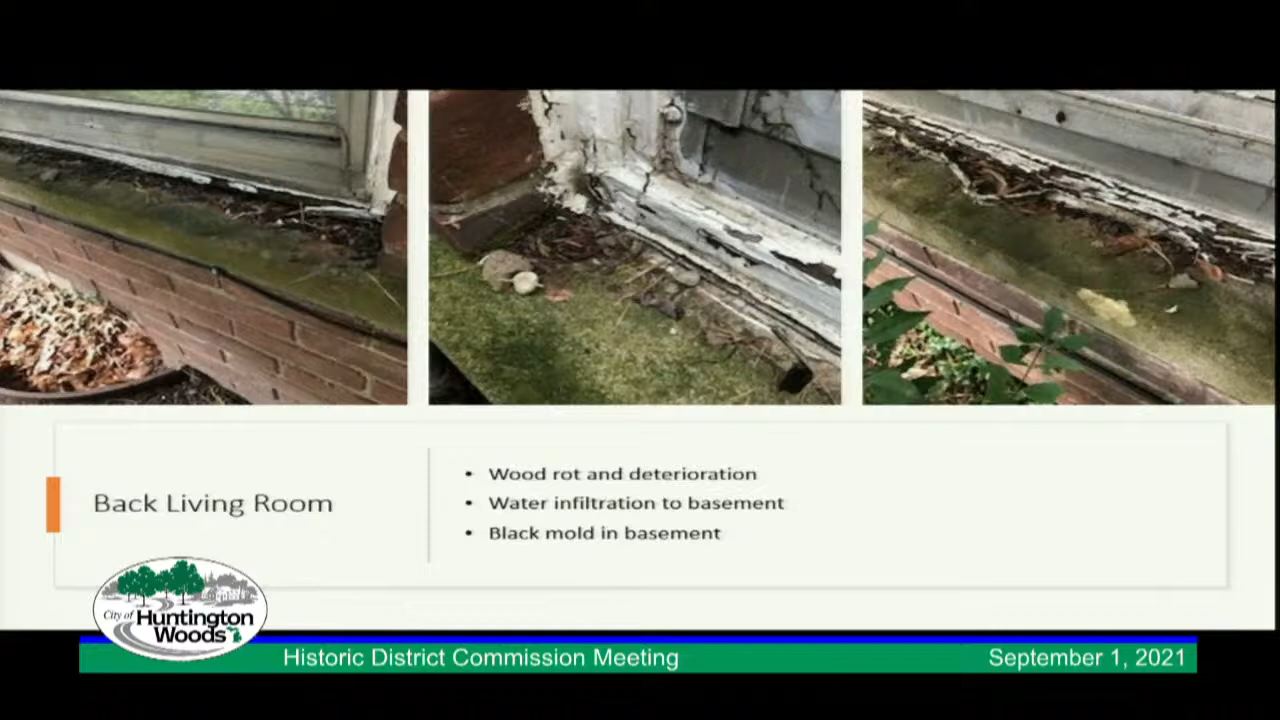 Back Living Room
• Wood rot and deterioration
• Water infiltration to basement
• Black mold in basement
City of
Huntington
Woods
Historic District Commission Meeting
September 1, 2021